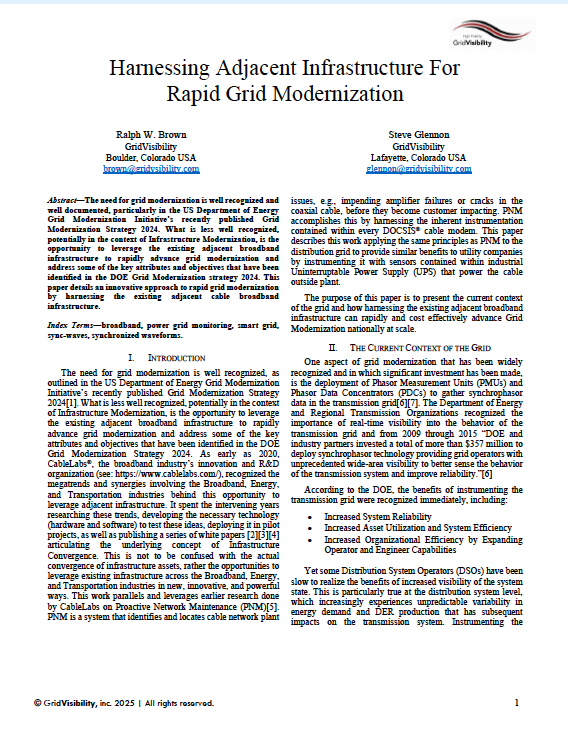 High Fidelity
GridVisibility
Harnessing Adjacent Infrastructure For
Rapid Grid Modernization
Ralph W. Brown
GridVisibility
Boulder, Colorado USA
brown@gridvisibility.com
Steve Glennon
GridVisibility
Lafayette, Colorado USA
glennon@gridvisibility.com
Abstract—The need for grid modernization is well recognized and
well documented, particularly in the US Department of Energy
Grid Modernization Initiative's recently published Grid
Modernization Strategy 2024. What is less well recognized,
potentially in the context of Infrastructure Modernization, is the
opportunity to leverage the existing adjacent broadband
infrastructure to rapidly advance grid modernization and
address some of the key attributes and objectives that have been
identified in the DOE Grid Modernization strategy 2024. This
paper details an innovative approach to rapid grid modernization
by harnessing the existing adjacent cable broadband
infrastructure.
Index Terms—broadband, power grid monitoring, smart grid,
sync-waves, synchronized waveforms.
I. INTRODUCTION
The need for grid modernization is well recognized, as
outlined in the US Department of Energy Grid Modernization
Initiative's recently published Grid Modernization Strategy
2024[1]. What is less well recognized, potentially in the context
of Infrastructure Modernization, is the opportunity to leverage
the existing adjacent broadband infrastructure to rapidly
advance grid modernization and address some of the key
attributes and objectives that have been identified in the DOE
Grid Modernization Strategy 2024. As early as 2020,
CableLabs®, the broadband industry's innovation and R&D
organization (see: https://www.cablelabs.com/), recognized the
megatrends and synergies involving the Broadband, Energy,
and Transportation industries behind this opportunity to
leverage adjacent infrastructure. It spent the intervening years
researching these trends, developing the necessary technology
(hardware and software) to test these ideas, deploying it in pilot
projects, as well as publishing a series of white papers [2][3][4]
articulating the underlying concept of Infrastructure
Convergence. This is not to be confused with the actual
convergence of infrastructure assets, rather the opportunities to
leverage existing infrastructure across the Broadband, Energy,
and Transportation industries in new, innovative, and powerful
ways. This work parallels and leverages earlier research done
by CableLabs on Proactive Network Maintenance (PNM)[5].
PNM is a system that identifies and locates cable network plant
issues, e.g., impending amplifier failures or cracks in the
coaxial cable, before they become customer impacting. PNM
accomplishes this by harnessing the inherent instrumentation
contained within every DOCSIS® cable modem. This paper
describes this work applying the same principles as PNM to the
distribution grid to provide similar benefits to utility companies
by instrumenting it with sensors contained within industrial
Uninterruptable Power Supply (UPS) that power the cable
outside plant.
The purpose of this paper is to present the current context
of the grid and how harnessing the existing adjacent broadband
infrastructure can rapidly and cost effectively advance Grid
Modernization nationally at scale.
II. THE CURRENT CONTEXT OF THE GRID
One aspect of grid modernization that has been widely
recognized and in which significant investment has been made,
is the deployment of Phasor Measurement Units (PMUs) and
Phasor Data Concentrators (PDCs) to gather synchrophasor
data in the transmission grid[6][7]. The Department of Energy
and Regional Transmission Organizations recognized the
importance of real-time visibility into the behavior of the
transmission grid and from 2009 through 2015 “DOE and
industry partners invested a total of more than $357 million to
deploy synchrophasor technology providing grid operators with
unprecedented wide-area visibility to better sense the behavior
of the transmission system and improve reliability.”[6]
According to the DOE, the benefits of instrumenting the
transmission grid were recognized immediately, including:
• Increased System Reliability
• Increased Asset Utilization and System Efficiency
• Increased Organizational Efficiency by Expanding
Operator and Engineer Capabilities
Yet some Distribution System Operators (DSOs) have been
slow to realize the benefits of increased visibility of the system
state. This is particularly true at the distribution system level,
which increasingly experiences unpredictable variability in
energy demand and DER production that has subsequent
impacts on the transmission system. Instrumenting the
© GridVisibility, inc. 2025 | All rights reserved.
1